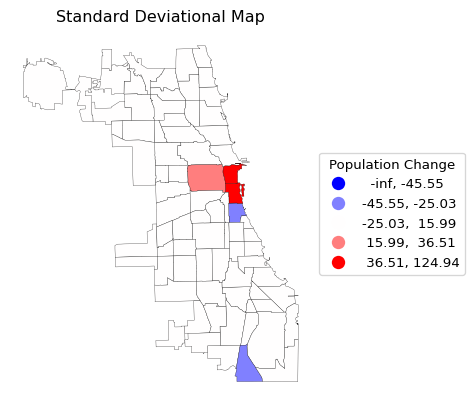 Standard Deviational Map
Population Change
-inf, -45.55
-45.55, -25.03
-25.03, 15.99
15.99, 36.51
36.51, 124.94